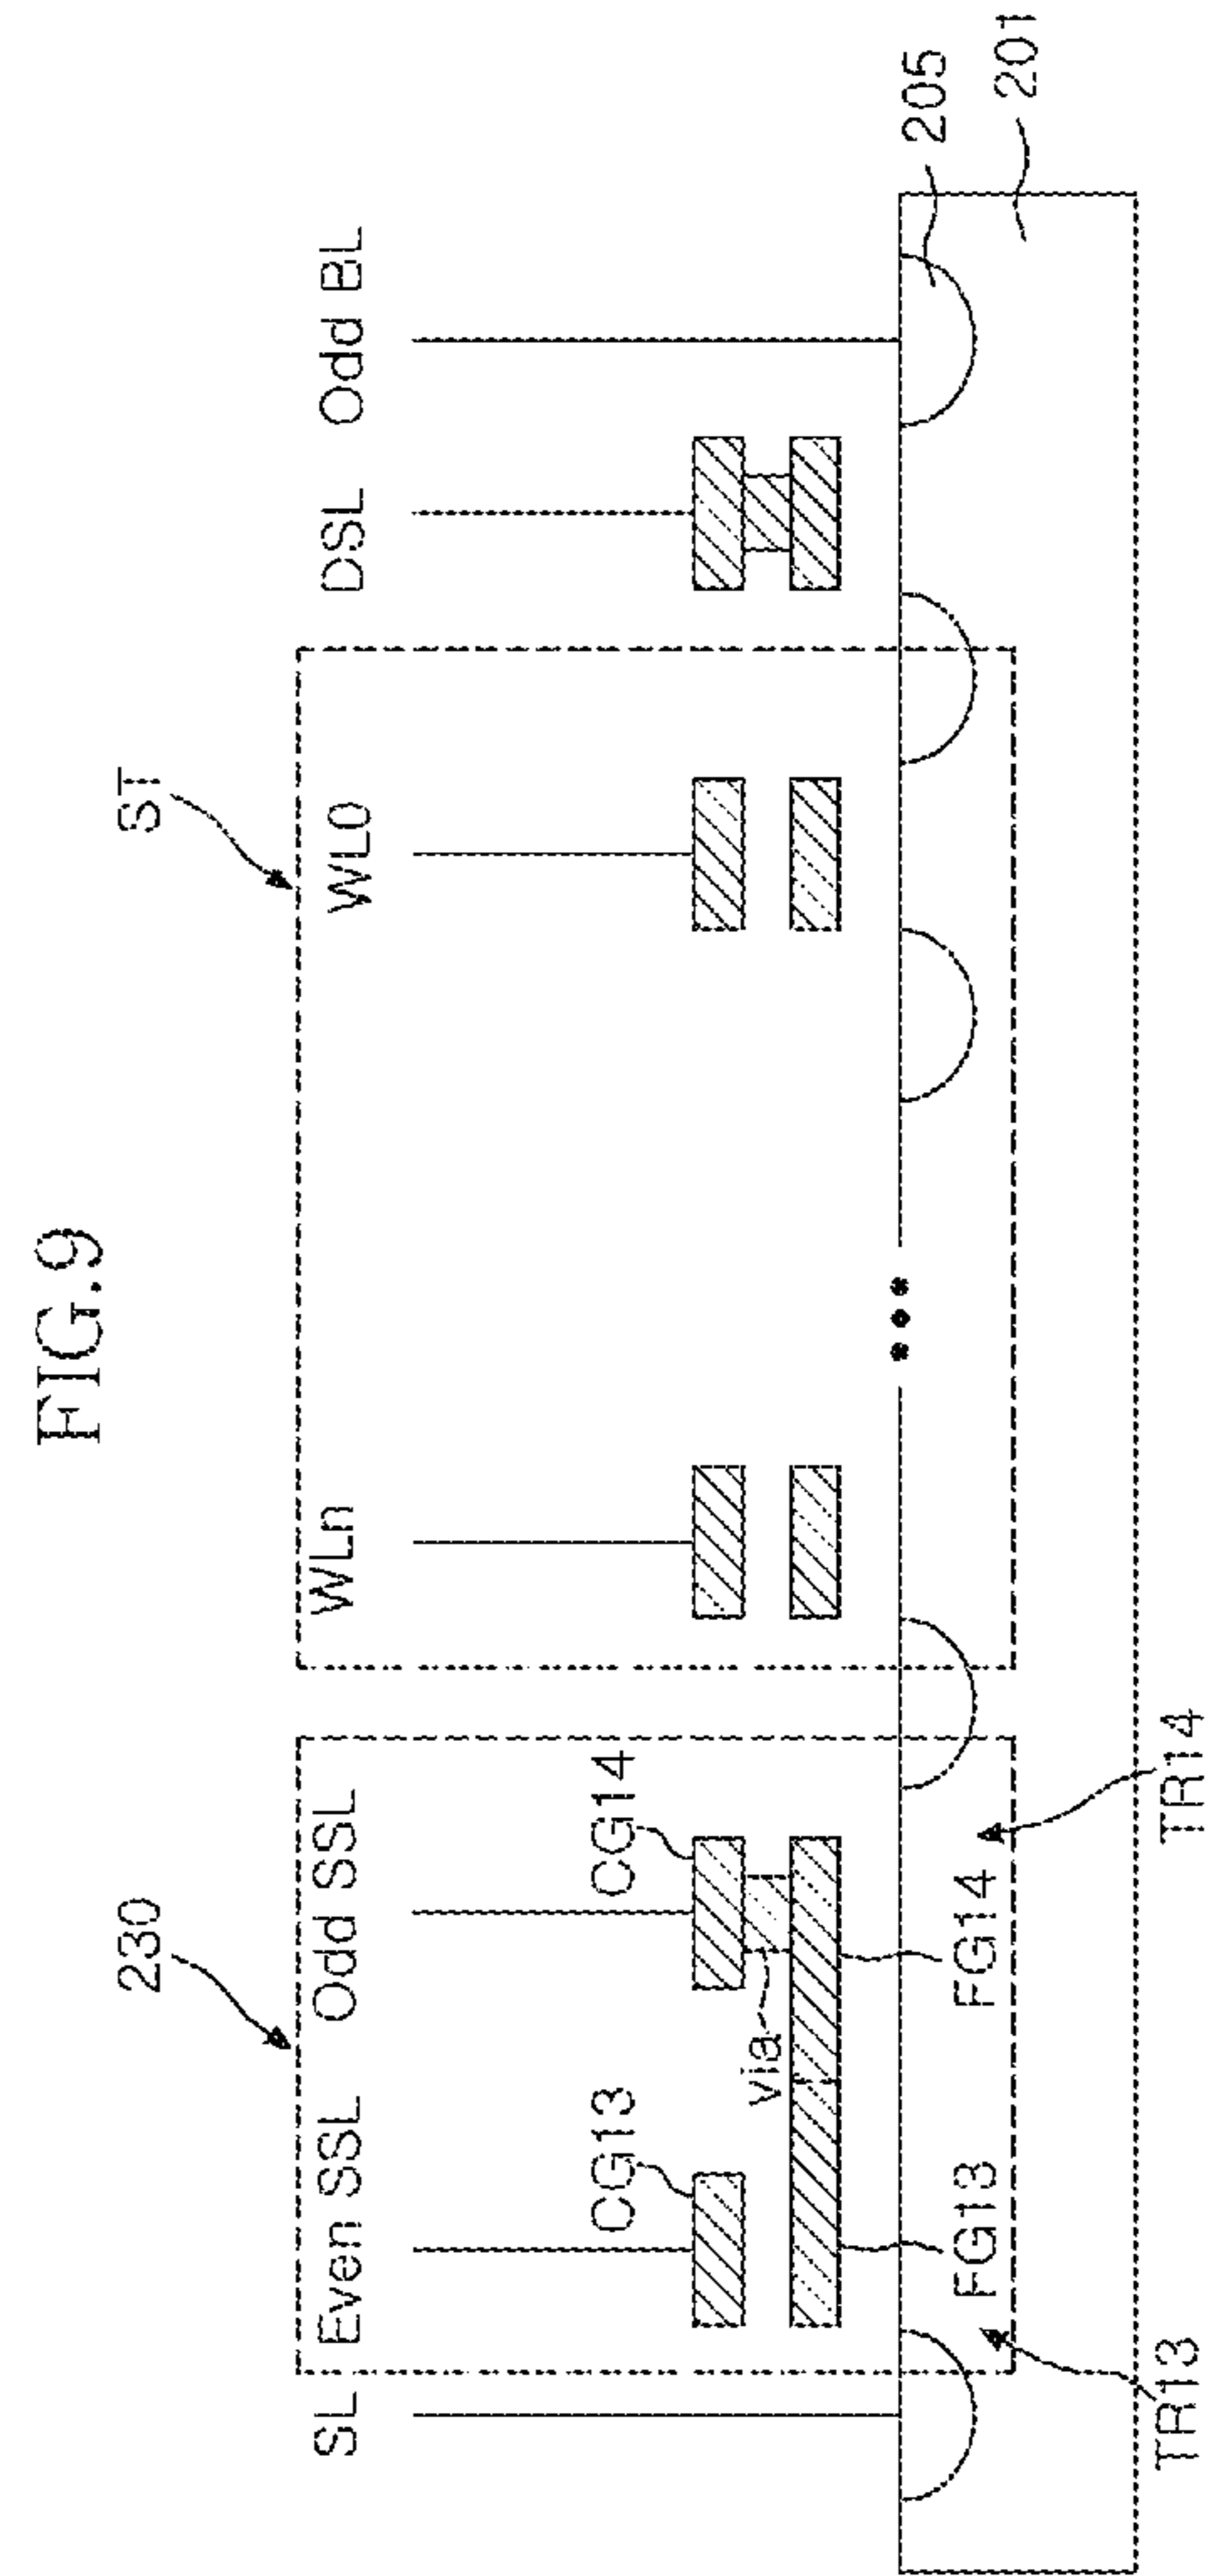 FIG.9
230
ST
SL
Even SSL
Odd SSL
WLn
WL0
DSL
Odd BL
CG13
CG14
via
FG13
FG14
205
201
TR13
TR14